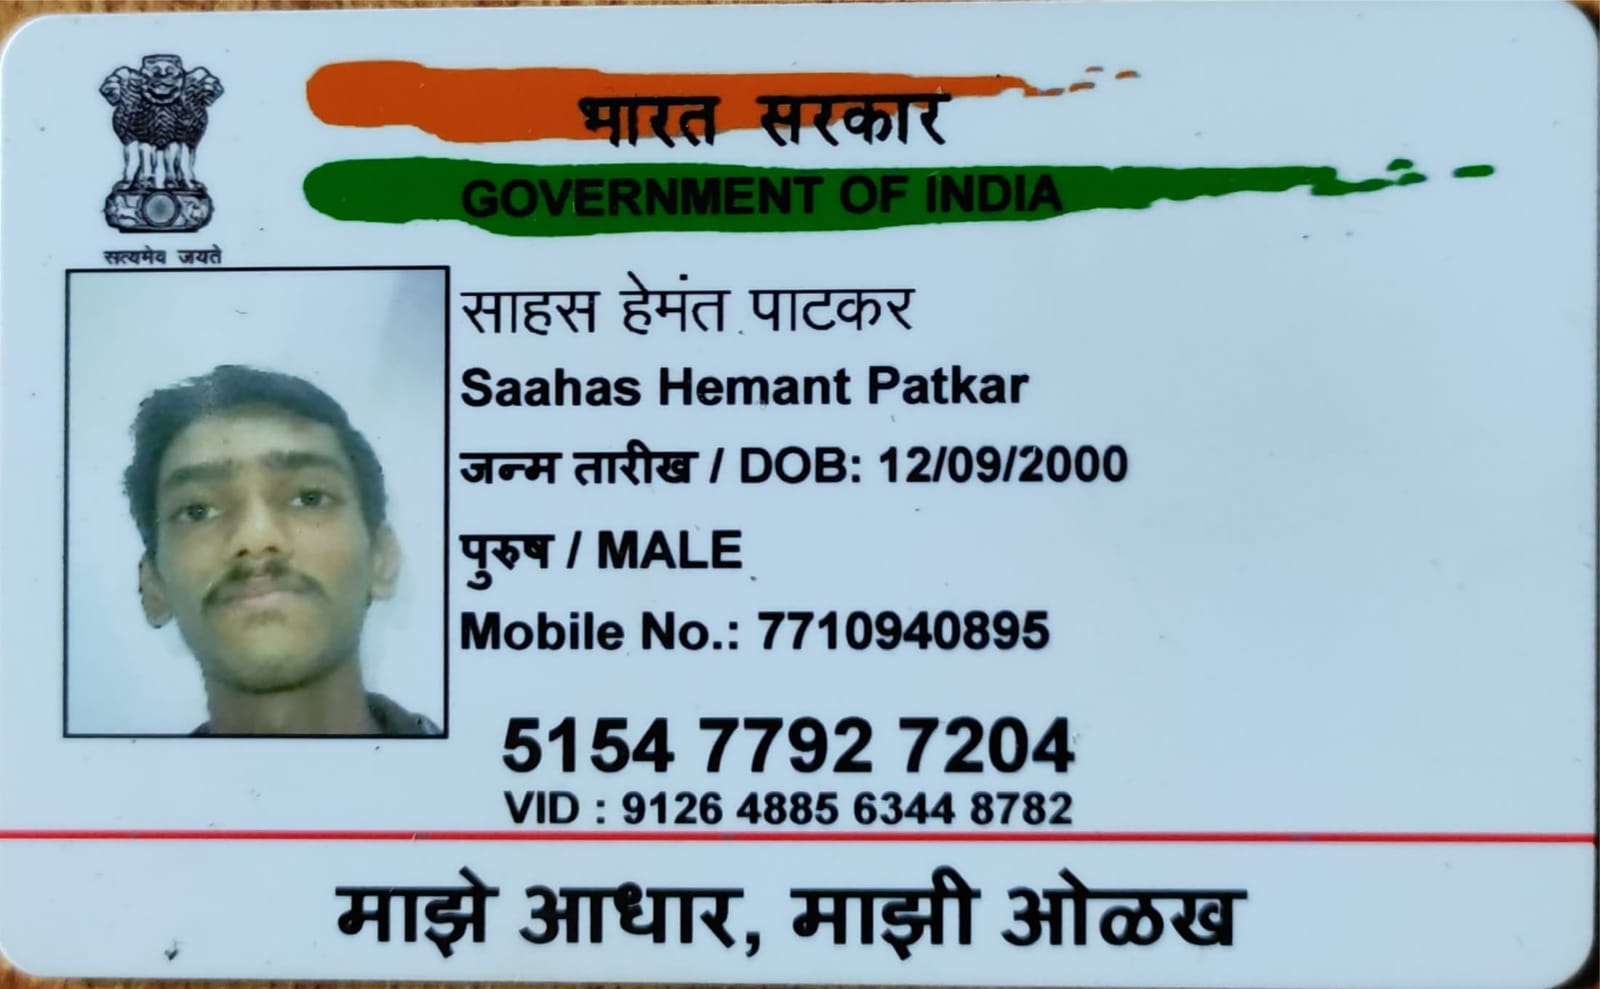 भारत सरकार
GOVERNMENT OF INDIA
सत्यमेव जयते
साहस हेमंत पाटकर
Saahas Hemant Patkar
जन्म तारीख / DOB: 12/09/2000
पुरुष / MALE
Mobile No.: 7710940895
5154 7792 7204
VID : 9126 4885 6344 8782
माझे आधार, माझी ओळख